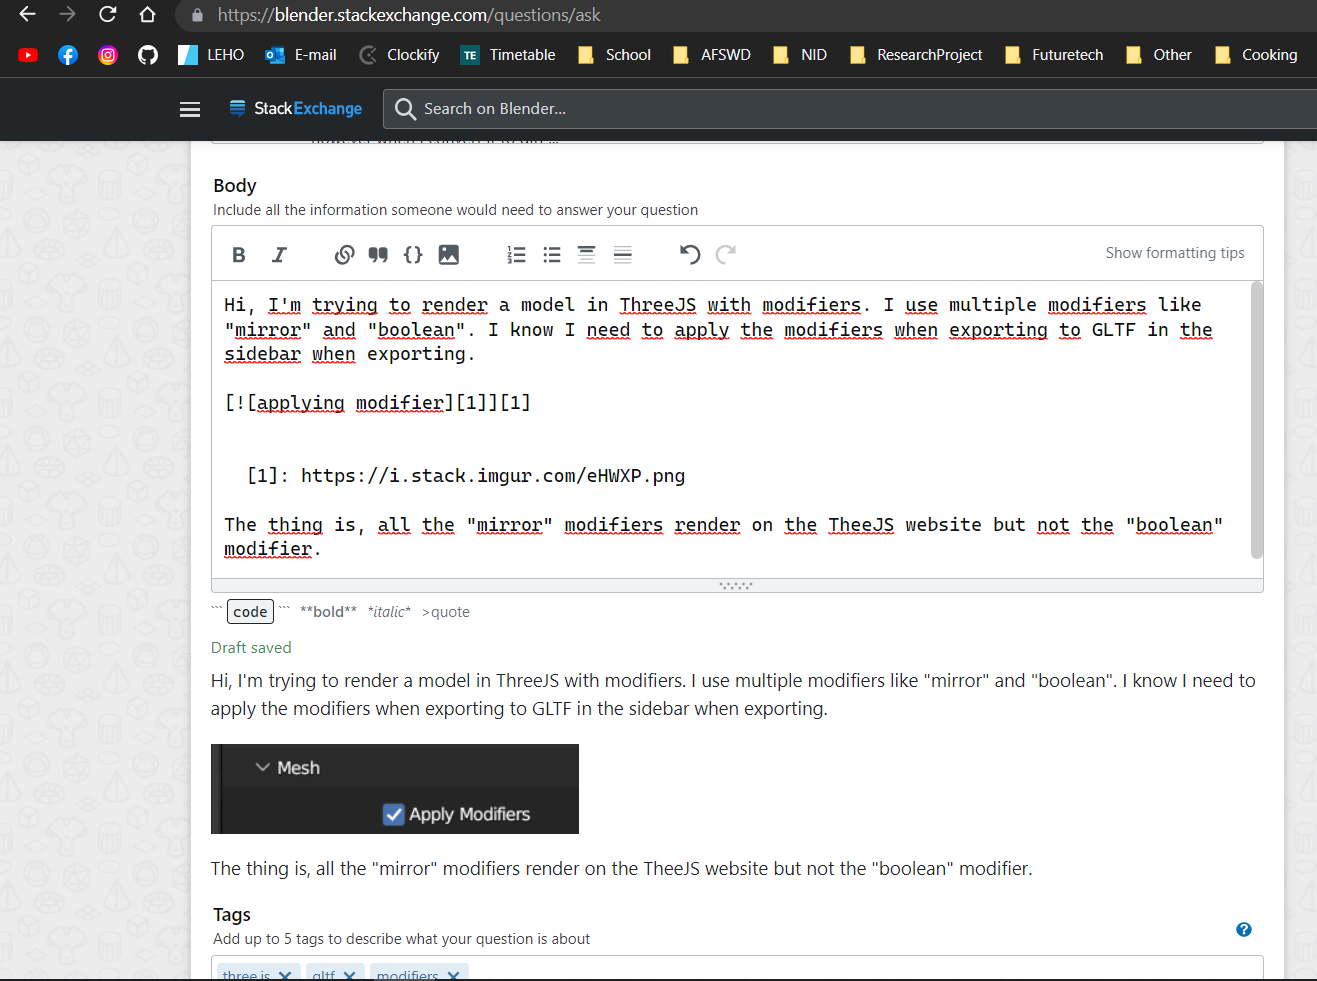 https://blender.stackexchange.com/questions/ask
LEHO E-mail Clockify TE Timetable School AFSWD NID ResearchProject Futuretech Other Cooking
StackExchange Search on Blender...
Body
Include all the information someone would need to answer your question
B I Show formatting tips
Hi, I'm trying to render a model in ThreeJS with modifiers. I use multiple modifiers like
"mirror" and "boolean". I know I need to apply the modifiers when exporting to GLTF in the
sidebar when exporting.
[![applying modifier][1]][1]
[1]: https://i.stack.imgur.com/eHWXP.png
The thing is, all the "mirror" modifiers render on the TheeJS website but not the "boolean"
modifier.
``` code ``` **bold** *italic* >quote
Draft saved
Hi, I'm trying to render a model in ThreeJS with modifiers. I use multiple modifiers like "mirror" and "boolean". I know I need to
apply the modifiers when exporting to GLTF in the sidebar when exporting.
Mesh
Apply Modifiers
The thing is, all the "mirror" modifiers render on the TheeJS website but not the "boolean" modifier.
Tags
Add up to 5 tags to describe what your question is about
three.js gltf modifiers